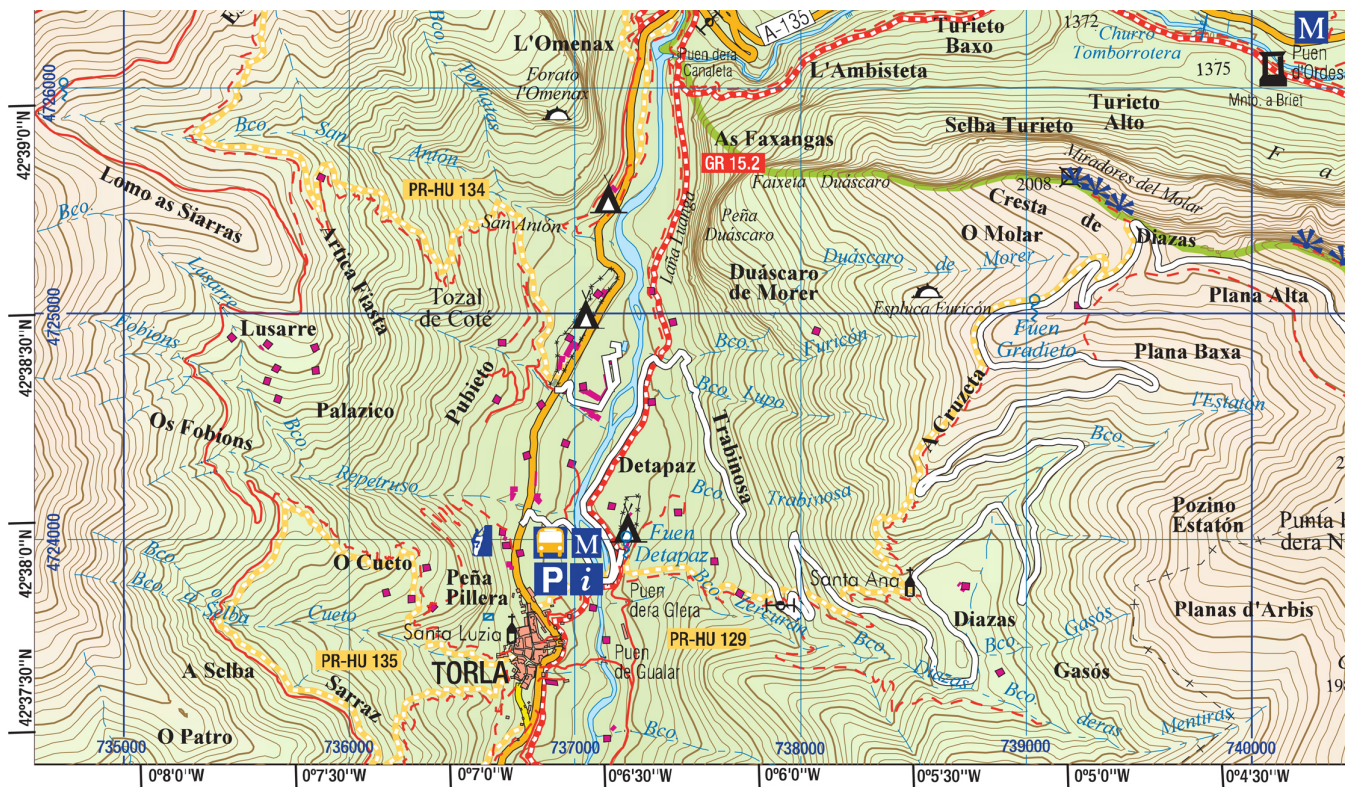 A-135
1372
Churro
Tomborrotera
M
Puen
d'Ordes
L'Omenax
Puen dera
Canaleta
Turieto
Baxo
L'Ambisteta
1375
Mnto. a Briet
Bco
Forhatas
Forato
l'Omenax
4726000
Turieto
Alto
Selba Turieto
As Faxangas
Bco
San
Antón
42°39'0''N
GR 15.2
F
a
Miradores del Molar
PR-HU 134
Faixeta Duáscaro
2008
Cresta
de
Diazas
Lomo as Siarras
Bco.
San Antón
Peña
Duáscaro
O Molar
Artica Fiasta
Laña Luanga
Duáscaro
de Morer
Duáscaro de Morer
Lusarre
Tozal
de Coté
Espluca Furicón
Plana Alta
4725000
Fobions
Lusarre
Fuen
Gradieto
42°38'30''N
Bco.
Furicón
Plana Baxa
Pubieto
Bco
Lupo
A Cruzeta
l'Estatón
Palazico
Os Fobions
Bco.
Trabinosa
Bco.
Repetruso
Detapaz
Bco.
Trabinosa
Pozino
Estatón
Punta
dera N
4724000
Fuen
Detapaz
M
42°38'0''N
Bco.
O Cueto
Peña
Pillera
P
i
Santa Ana
Bco a Selba
Puen
dera Glera
Bco.
Zercurán
Planas d'Arbis
Cueto
Diazas
Gasós
Santa Luzía
PR-HU 129
Bco.
Bco.
PR-HU 135
Puen
de Gualar
A Selba
TORLA
Diazas
Gasós
42°37'30''N
Sarraz
Bco.
deras
Mentiras
O Patro
Bco.
735000
736000
737000
738000
739000
740000
0°8'0''W
0°7'30''W
0°7'0''W
0°6'30''W
0°6'0''W
0°5'30''W
0°5'0''W
0°4'30''W